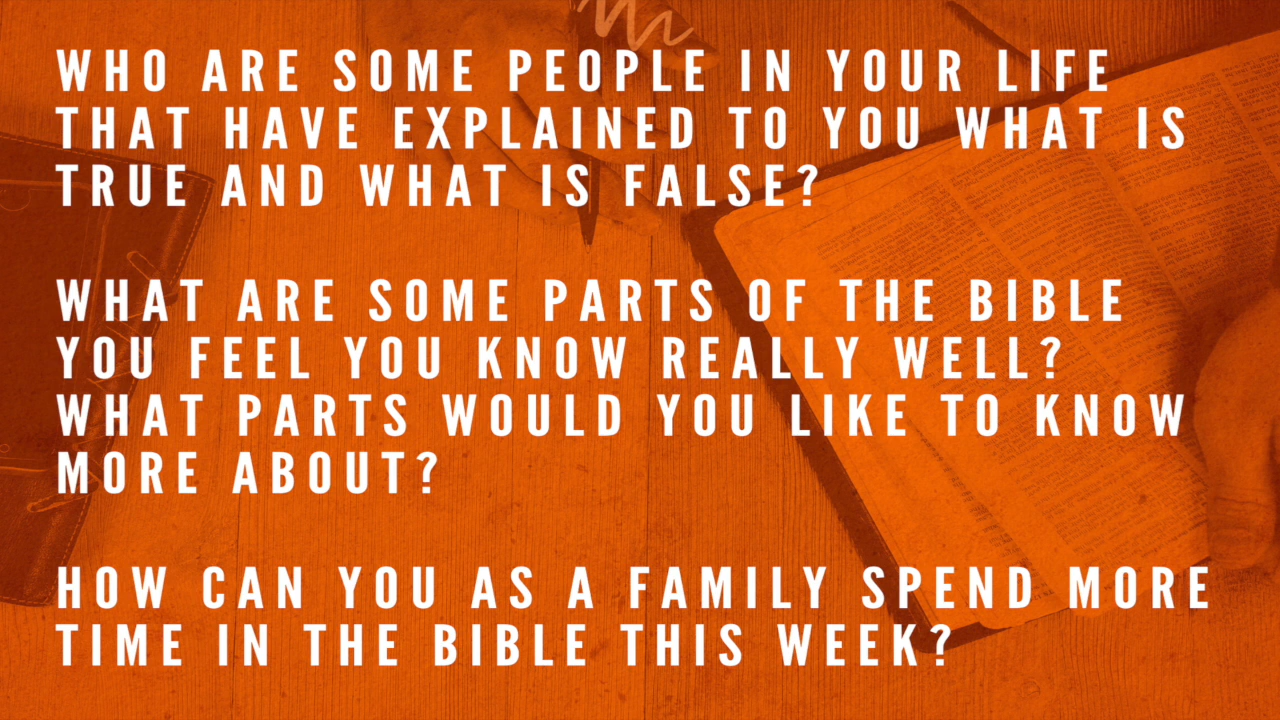 WHO ARE SOME PEOPLE IN YOUR LIFE
THAT HAVE EXPLAINED TO YOU WHAT IS
TRUE AND WHAT IS FALSE?
WHAT ARE SOME PARTS OF THE BIBLE
YOU FEEL YOU KNOW REALLY WELL?
WHAT PARTS WOULD YOU LIKE TO KNOW
MORE ABOUT?
HOW CAN YOU AS A FAMILY SPEND MORE
TIME IN THE BIBLE THIS WEEK?